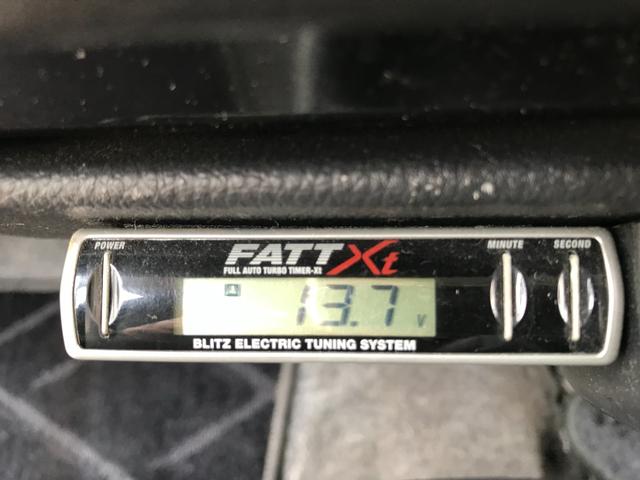 POWER
FATT Xt
MINUTE
SECOND
FULL AUTO TURBO TIMER-Xt
13.7 V
BLITZ ELECTRIC TUNING SYSTEM